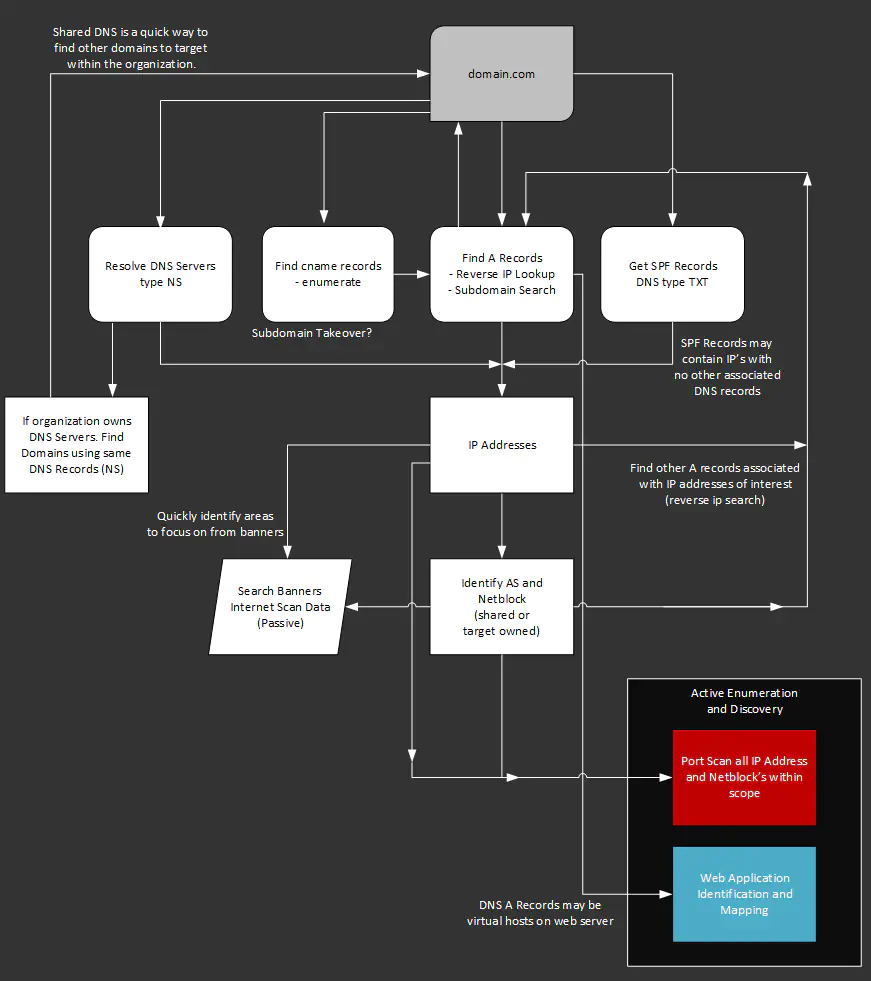 Shared DNS is a quick way to
find other domains to target
within the organization.
domain.com
Resolve DNS Servers
type NS
Find cname records
- enumerate
Find A Records
- Reverse IP Lookup
- Subdomain Search
Get SPF Records
DNS type TXT
Subdomain Takeover?
SPF Records may
contain IP's with
no other associated
DNS records
If organization owns
DNS Servers. Find
Domains using same
DNS Records (NS)
IP Addresses
Find other A records associated
with IP addresses of interest
(reverse ip search)
Quickly identify areas
to focus on from banners
Search Banners
Internet Scan Data
(Passive)
Identify AS and
Netblock
(shared or
target owned)
Active Enumeration
and Discovery
Port Scan all IP Address
and Netblock's within
scope
Web Application
Identification and
Mapping
DNS A Records may be
virtual hosts on web server